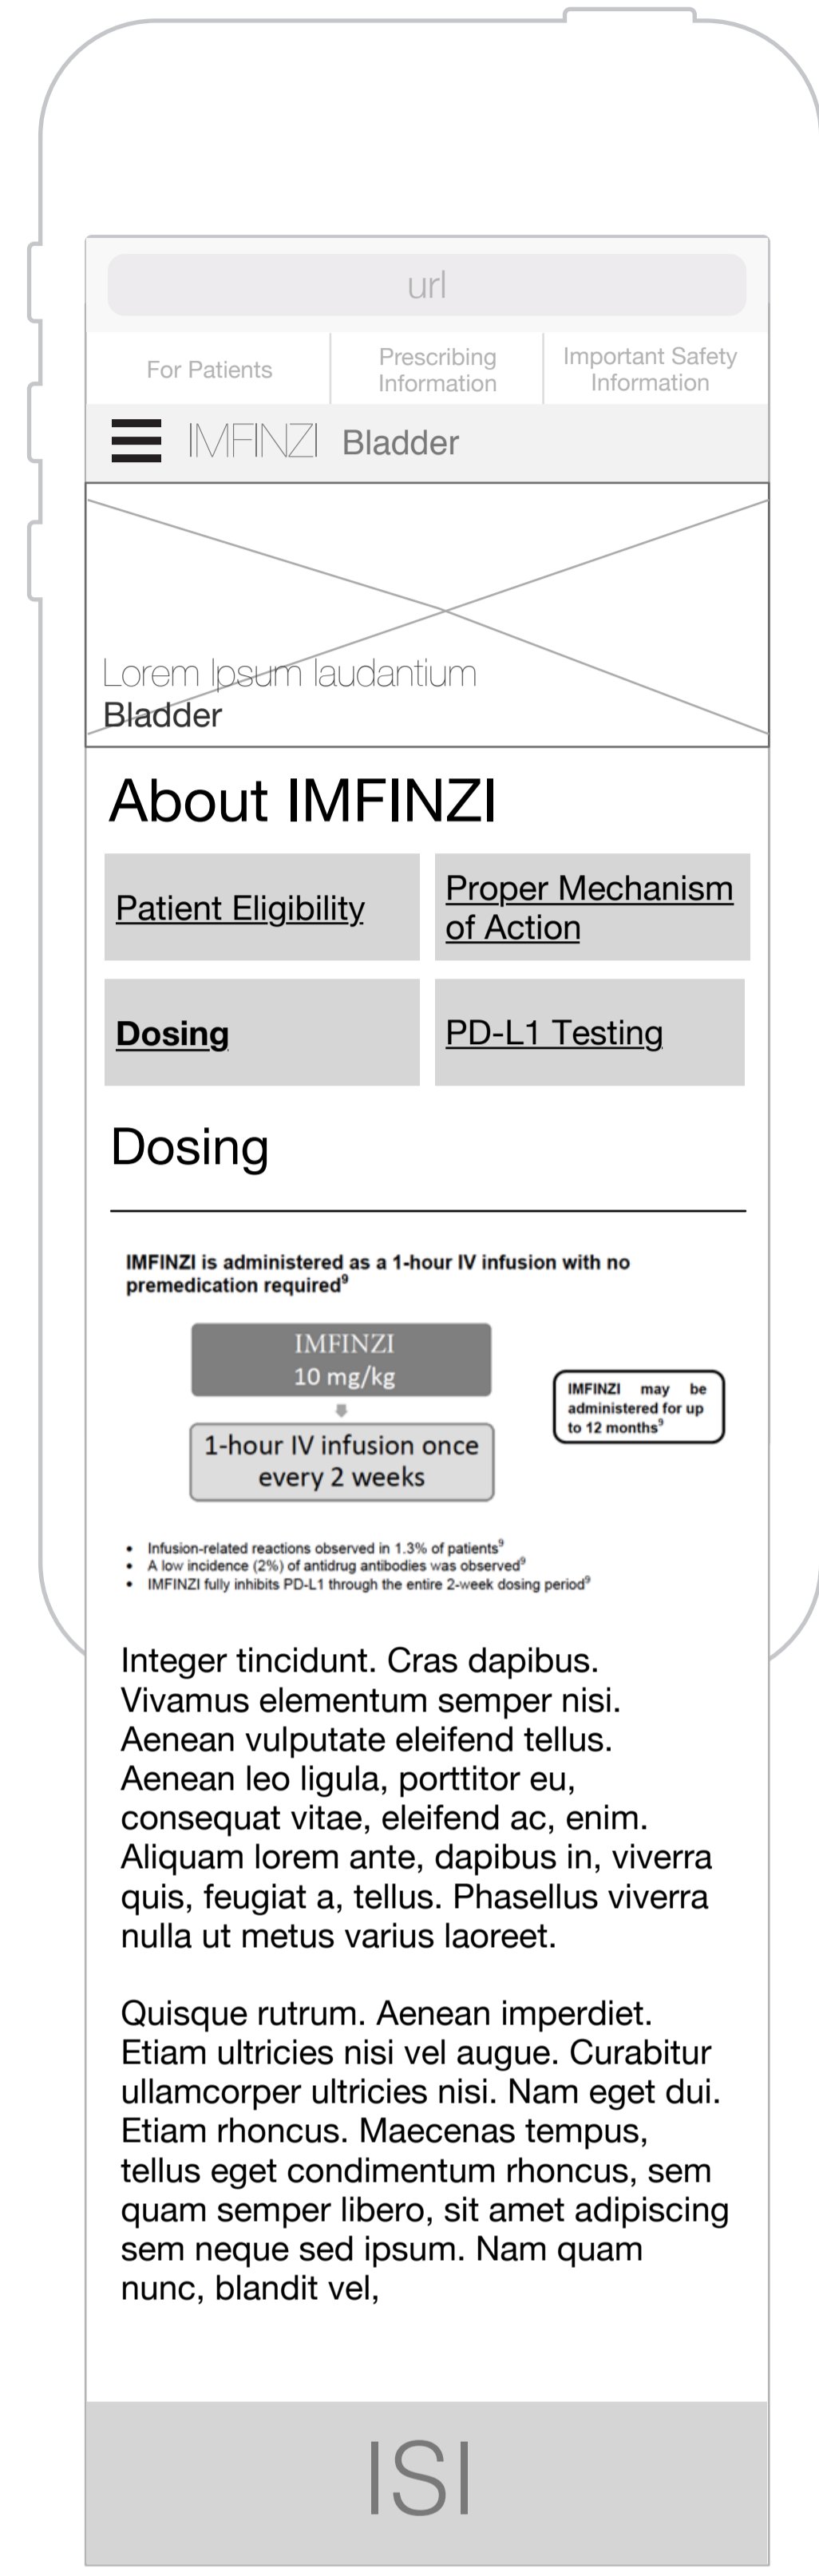 url
For Patients
Prescribing
Information
Important Safety
Information
IMFINZI Bladder
Lorem Ipsum laudantium
Bladder
About IMFINZI
Patient Eligibility
Proper Mechanism
of Action
Dosing
PD-L1 Testing
Dosing
IMFINZI is administered as a 1-hour IV infusion with no
premedication required⁹
IMFINZI
10 mg/kg
1-hour IV infusion once
every 2 weeks
IMFINZI may be
administered for up
to 12 months⁹
• Infusion-related reactions observed in 1.3% of patients⁹
• A low incidence (2%) of antidrug antibodies was observed⁹
• IMFINZI fully inhibits PD-L1 through the entire 2-week dosing period⁹
Integer tincidunt. Cras dapibus.
Vivamus elementum semper nisi.
Aenean vulputate eleifend tellus.
Aenean leo ligula, porttitor eu,
consequat vitae, eleifend ac, enim.
Aliquam lorem ante, dapibus in, viverra
quis, feugiat a, tellus. Phasellus viverra
nulla ut metus varius laoreet.
Quisque rutrum. Aenean imperdiet.
Etiam ultricies nisi vel augue. Curabitur
ullamcorper ultricies nisi. Nam eget dui.
Etiam rhoncus. Maecenas tempus,
tellus eget condimentum rhoncus, sem
quam semper libero, sit amet adipiscing
sem neque sed ipsum. Nam quam
nunc, blandit vel,
ISI